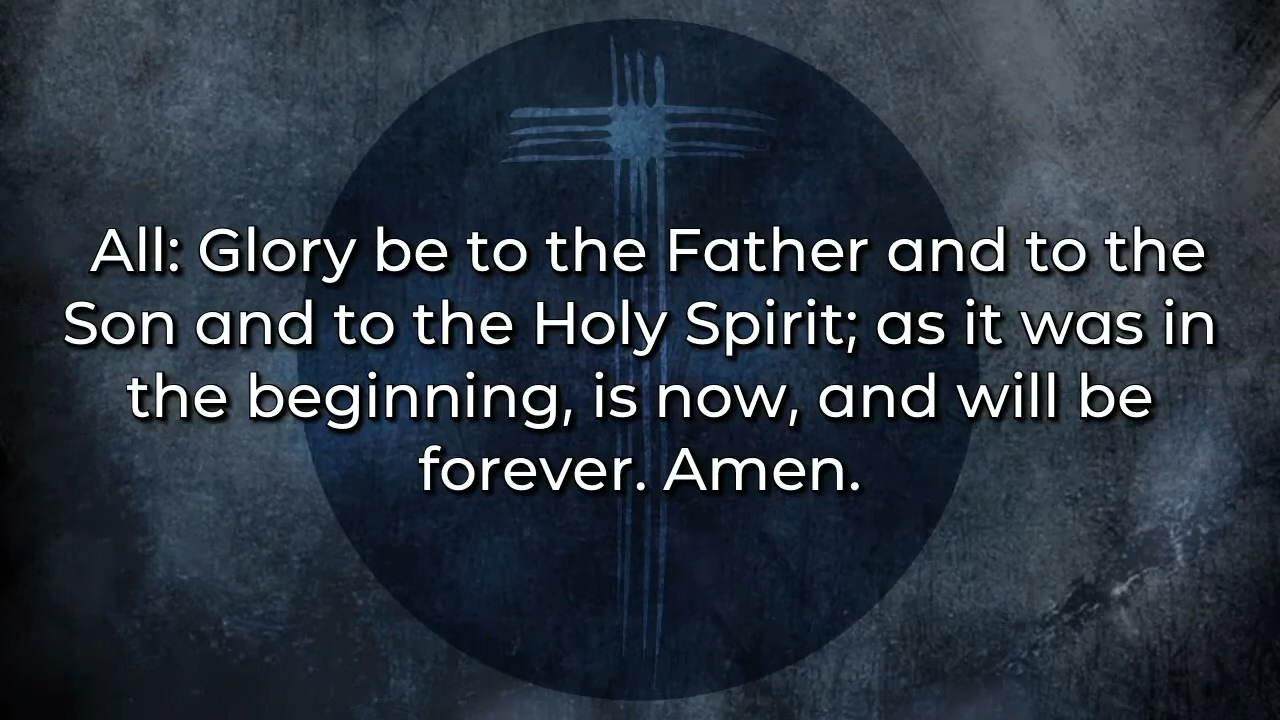 All: Glory be to the Father and to the
Son and to the Holy Spirit; as it was in
the beginning, is now, and will be
forever. Amen.